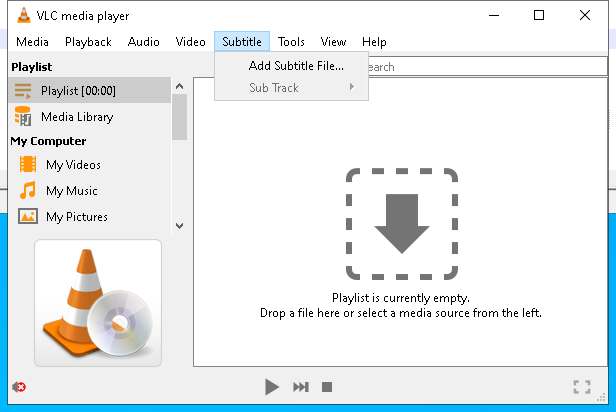 VLC media player
Media Playback Audio Video Subtitle Tools View Help
Playlist
Add Subtitle File...
Sub Track
Playlist [00:00]
Media Library
My Computer
My Videos
My Music
My Pictures
Playlist is currently empty.
Drop a file here or select a media source from the left.